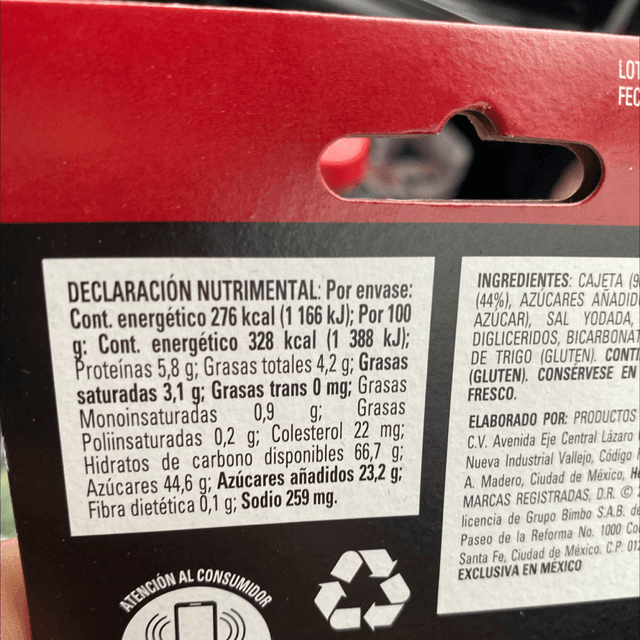 LOT
FEC
DECLARACIÓN NUTRIMENTAL: Por envase:
Cont. energético 276 kcal (1 166 kJ); Por 100
g: Cont. energético 328 kcal (1 388 kJ);
Proteínas 5,8 g; Grasas totales 4,2 g; Grasas
saturadas 3,1 g; Grasas trans 0 mg; Grasas
Monoinsaturadas 0,9 g; Grasas
Poliinsaturadas 0,2 g; Colesterol 22 mg;
Hidratos de carbono disponibles 66,7 g;
Azúcares 44,6 g; Azúcares añadidos 23,2 g;
Fibra dietética 0,1 g; Sodio 259 mg.
INGREDIENTES: CAJETA (9
(44%), AZÚCARES AÑADID
AZÚCAR), SAL YODADA,
DIGLICERIDOS, BICARBONAT
DE TRIGO (GLUTEN). CONTI
(GLUTEN). CONSÉRVESE EN
FRESCO.
ELABORADO POR: PRODUCTOS
C.V. Avenida Eje Central Lázaro
Nueva Industrial Vallejo, Código
A. Madero, Ciudad de México, He
MARCAS REGISTRADAS, D.R. ©
licencia de Grupo Bimbo S.A.B. de
Paseo de la Reforma No. 1000 Col
Santa Fe, Ciudad de México. C.P. 012
EXCLUSIVA EN MÉXICO
ATENCIÓN AL CONSUMIDOR